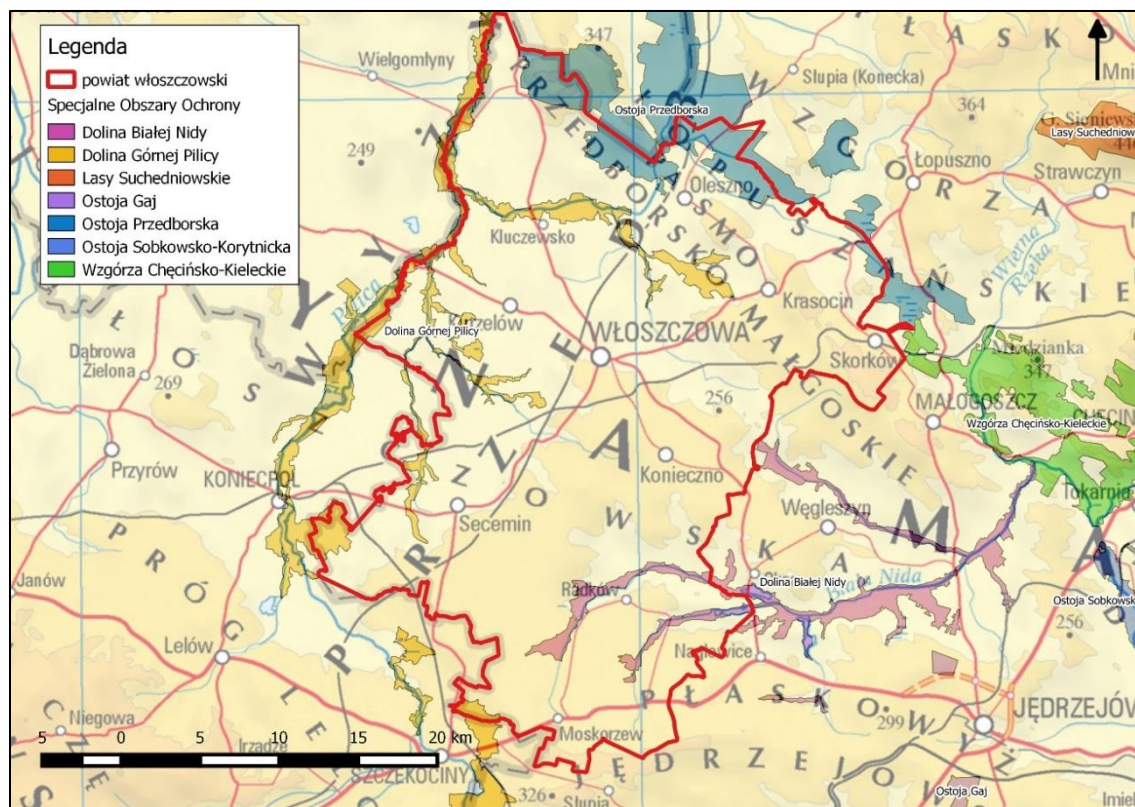 Legenda
powiat włoszczowski
Specjalne Obszary Ochrony
Dolina Białej Nidy
Dolina Górnej Pilicy
Lasy Suchedniowskie
Ostoja Gaj
Ostoja Przedborska
Ostoja Sobkowsko-Korytnicka
Wzgórza Chęcińsko-Kieleckie
Wielgomłyny
347
Słupia (Konecka)
Ostoja Przedborska
364
Lasy Suchedniow
249
Łopuszno
Strawczyn
Oleszno
Kluczewsko
Wierna
Rzeka
Pilica
Krasocin
Dolina Górnej Pilicy
WŁOSZCZOWA
Skorków
Dąbrowa
Zielona
269
256
MAŁOGOSZCZ
Wzgórza Chęcińsko-Kieleckie
Przyrów
Konieczno
KONIECPOL
Secemin
Węgleszyn
Tokarnia
Dolina Białej Nidy
Biała Nida
Radków
Janów
Ostoja Sobkowsk
256
Lelów
Nagłowice
Niegowa
299
JĘDRZEJÓW
Moskorzew
Irządze
5 0 5 10 15 20 km
SZCZEKOCINY
326
Słupia
Ostoja Gaj
Imiel